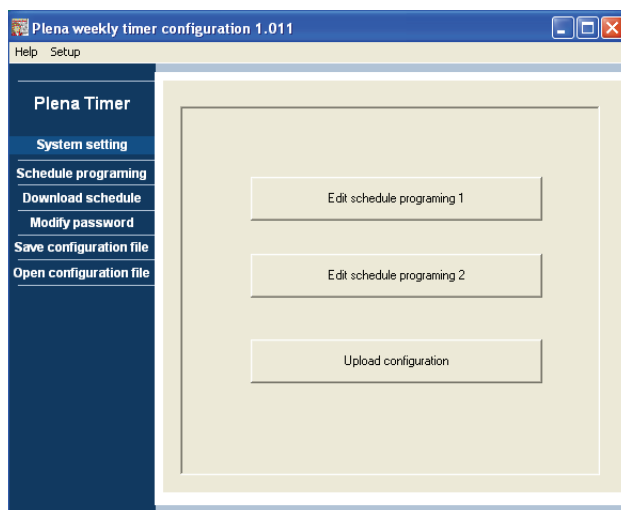 Plena weekly timer configuration 1.011
Help Setup
Plena Timer
System setting
Schedule programing
Download schedule
Modify password
Save configuration file
Open configuration file
Edit schedule programing 1
Edit schedule programing 2
Upload configuration